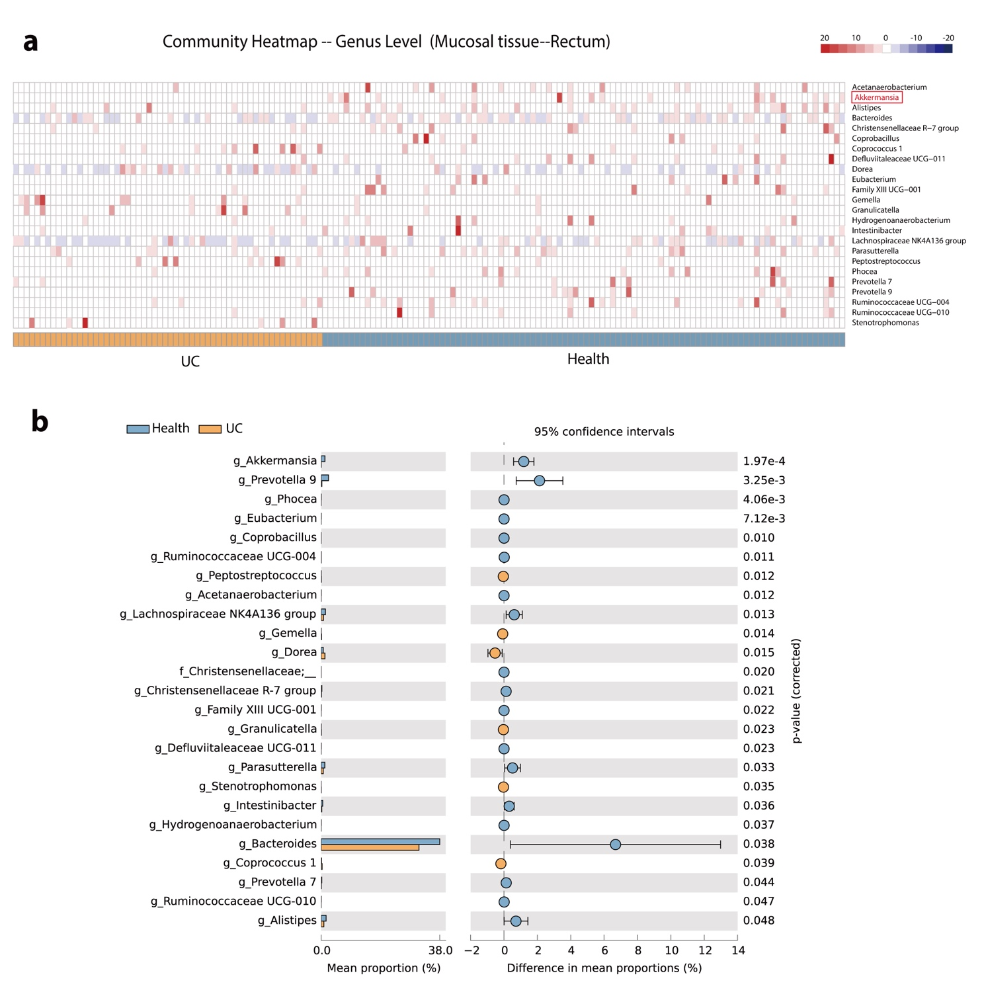 a
Community Heatmap -- Genus Level (Mucosal tissue--Rectum)
20 10 0 -10 -20
Acetanaerobacterium
Akkermansia
Alistipes
Bacteroides
Christensenellaceae R−7 group
Coprobacillus
Coprococcus 1
Defluviitaleaceae UCG−011
Dorea
Eubacterium
Family XIII UCG−001
Gemella
Granulicatella
Hydrogenoanaerobacterium
Intestinibacter
Lachnospiraceae NK4A136 group
Parasutterella
Peptostreptococcus
Phocea
Prevotella 7
Prevotella 9
Ruminococcaceae UCG−004
Ruminococcaceae UCG−010
Stenotrophomonas
UC
Health
b
Health UC
95% confidence intervals
g_Akkermansia 1.97e-4
g_Prevotella 9 3.25e-3
g_Phocea 4.06e-3
g_Eubacterium 7.12e-3
g_Coprobacillus 0.010
g_Ruminococcaceae UCG-004 0.011
g_Peptostreptococcus 0.012
g_Acetanaerobacterium 0.012
g_Lachnospiraceae NK4A136 group 0.013
g_Gemella 0.014
g_Dorea 0.015
f_Christensenellaceae;__ 0.020
g_Christensenellaceae R-7 group 0.021
g_Family XIII UCG-001 0.022
g_Granulicatella 0.023
g_Defluviitaleaceae UCG-011 0.023
g_Parasutterella 0.033
g_Stenotrophomonas 0.035
g_Intestinibacter 0.036
g_Hydrogenoanaerobacterium 0.037
g_Bacteroides 0.038
g_Coprococcus 1 0.039
g_Prevotella 7 0.044
g_Ruminococcaceae UCG-010 0.047
g_Alistipes 0.048
p-value (corrected)
0.0 38.0 −2 0 2 4 6 8 10 12 14
Mean proportion (%)
Difference in mean proportions (%)